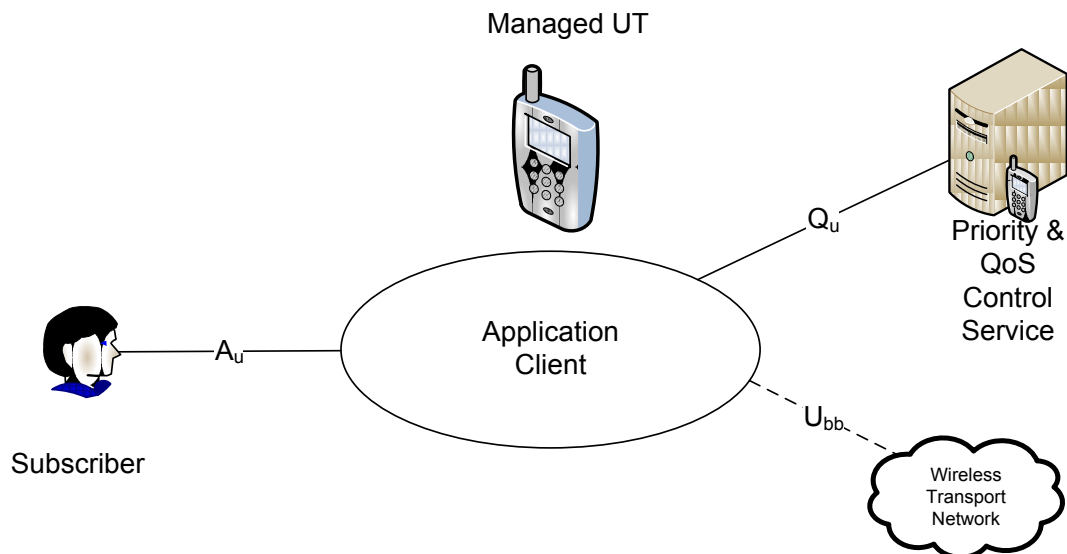 Managed UT
Qu
Priority &
QoS
Control
Service
Application
Client
Au
Ubb
Subscriber
Wireless
Transport
Network